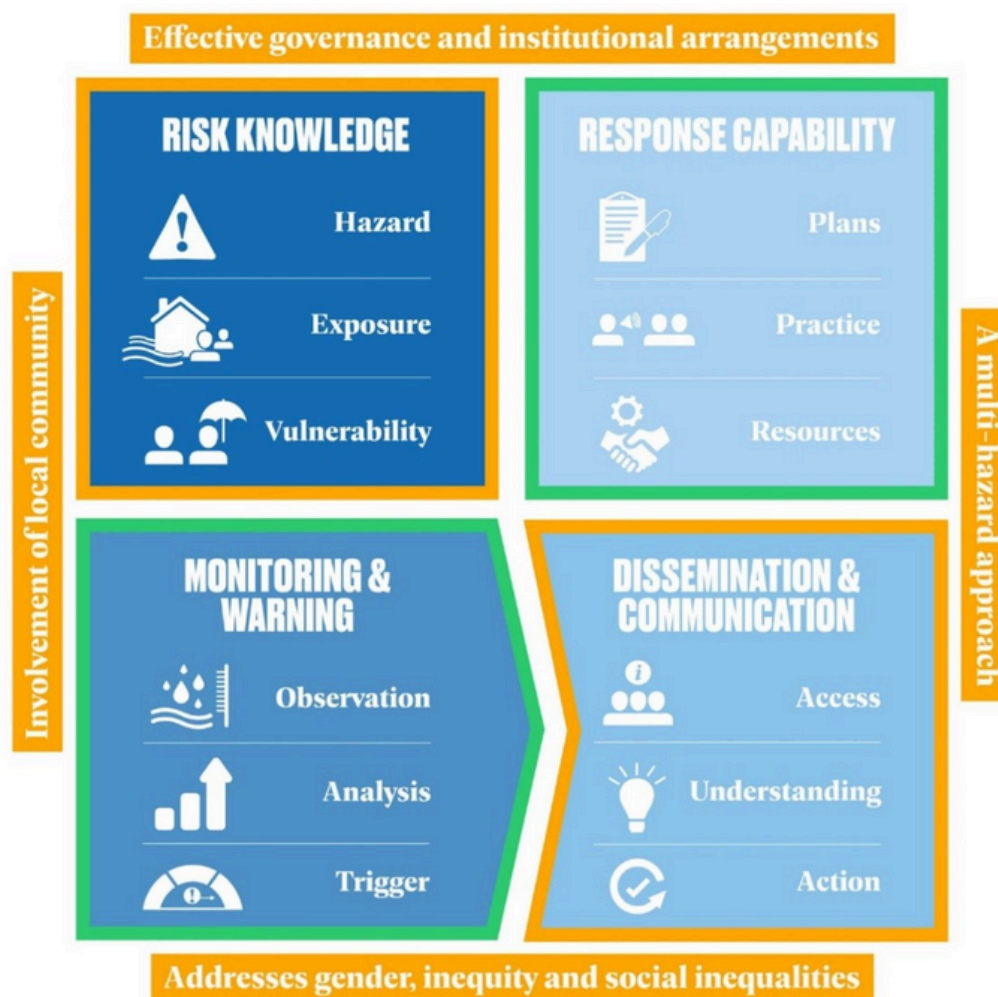 Effective governance and institutional arrangements
RISK KNOWLEDGE
Hazard
Exposure
Vulnerability
RESPONSE CAPABILITY
Plans
Practice
Resources
Involvement of local community
A multi-hazard approach
MONITORING &
WARNING
Observation
Analysis
Trigger
DISSEMINATION &
COMMUNICATION
i
Access
Understanding
Action
Addresses gender, inequity and social inequalities